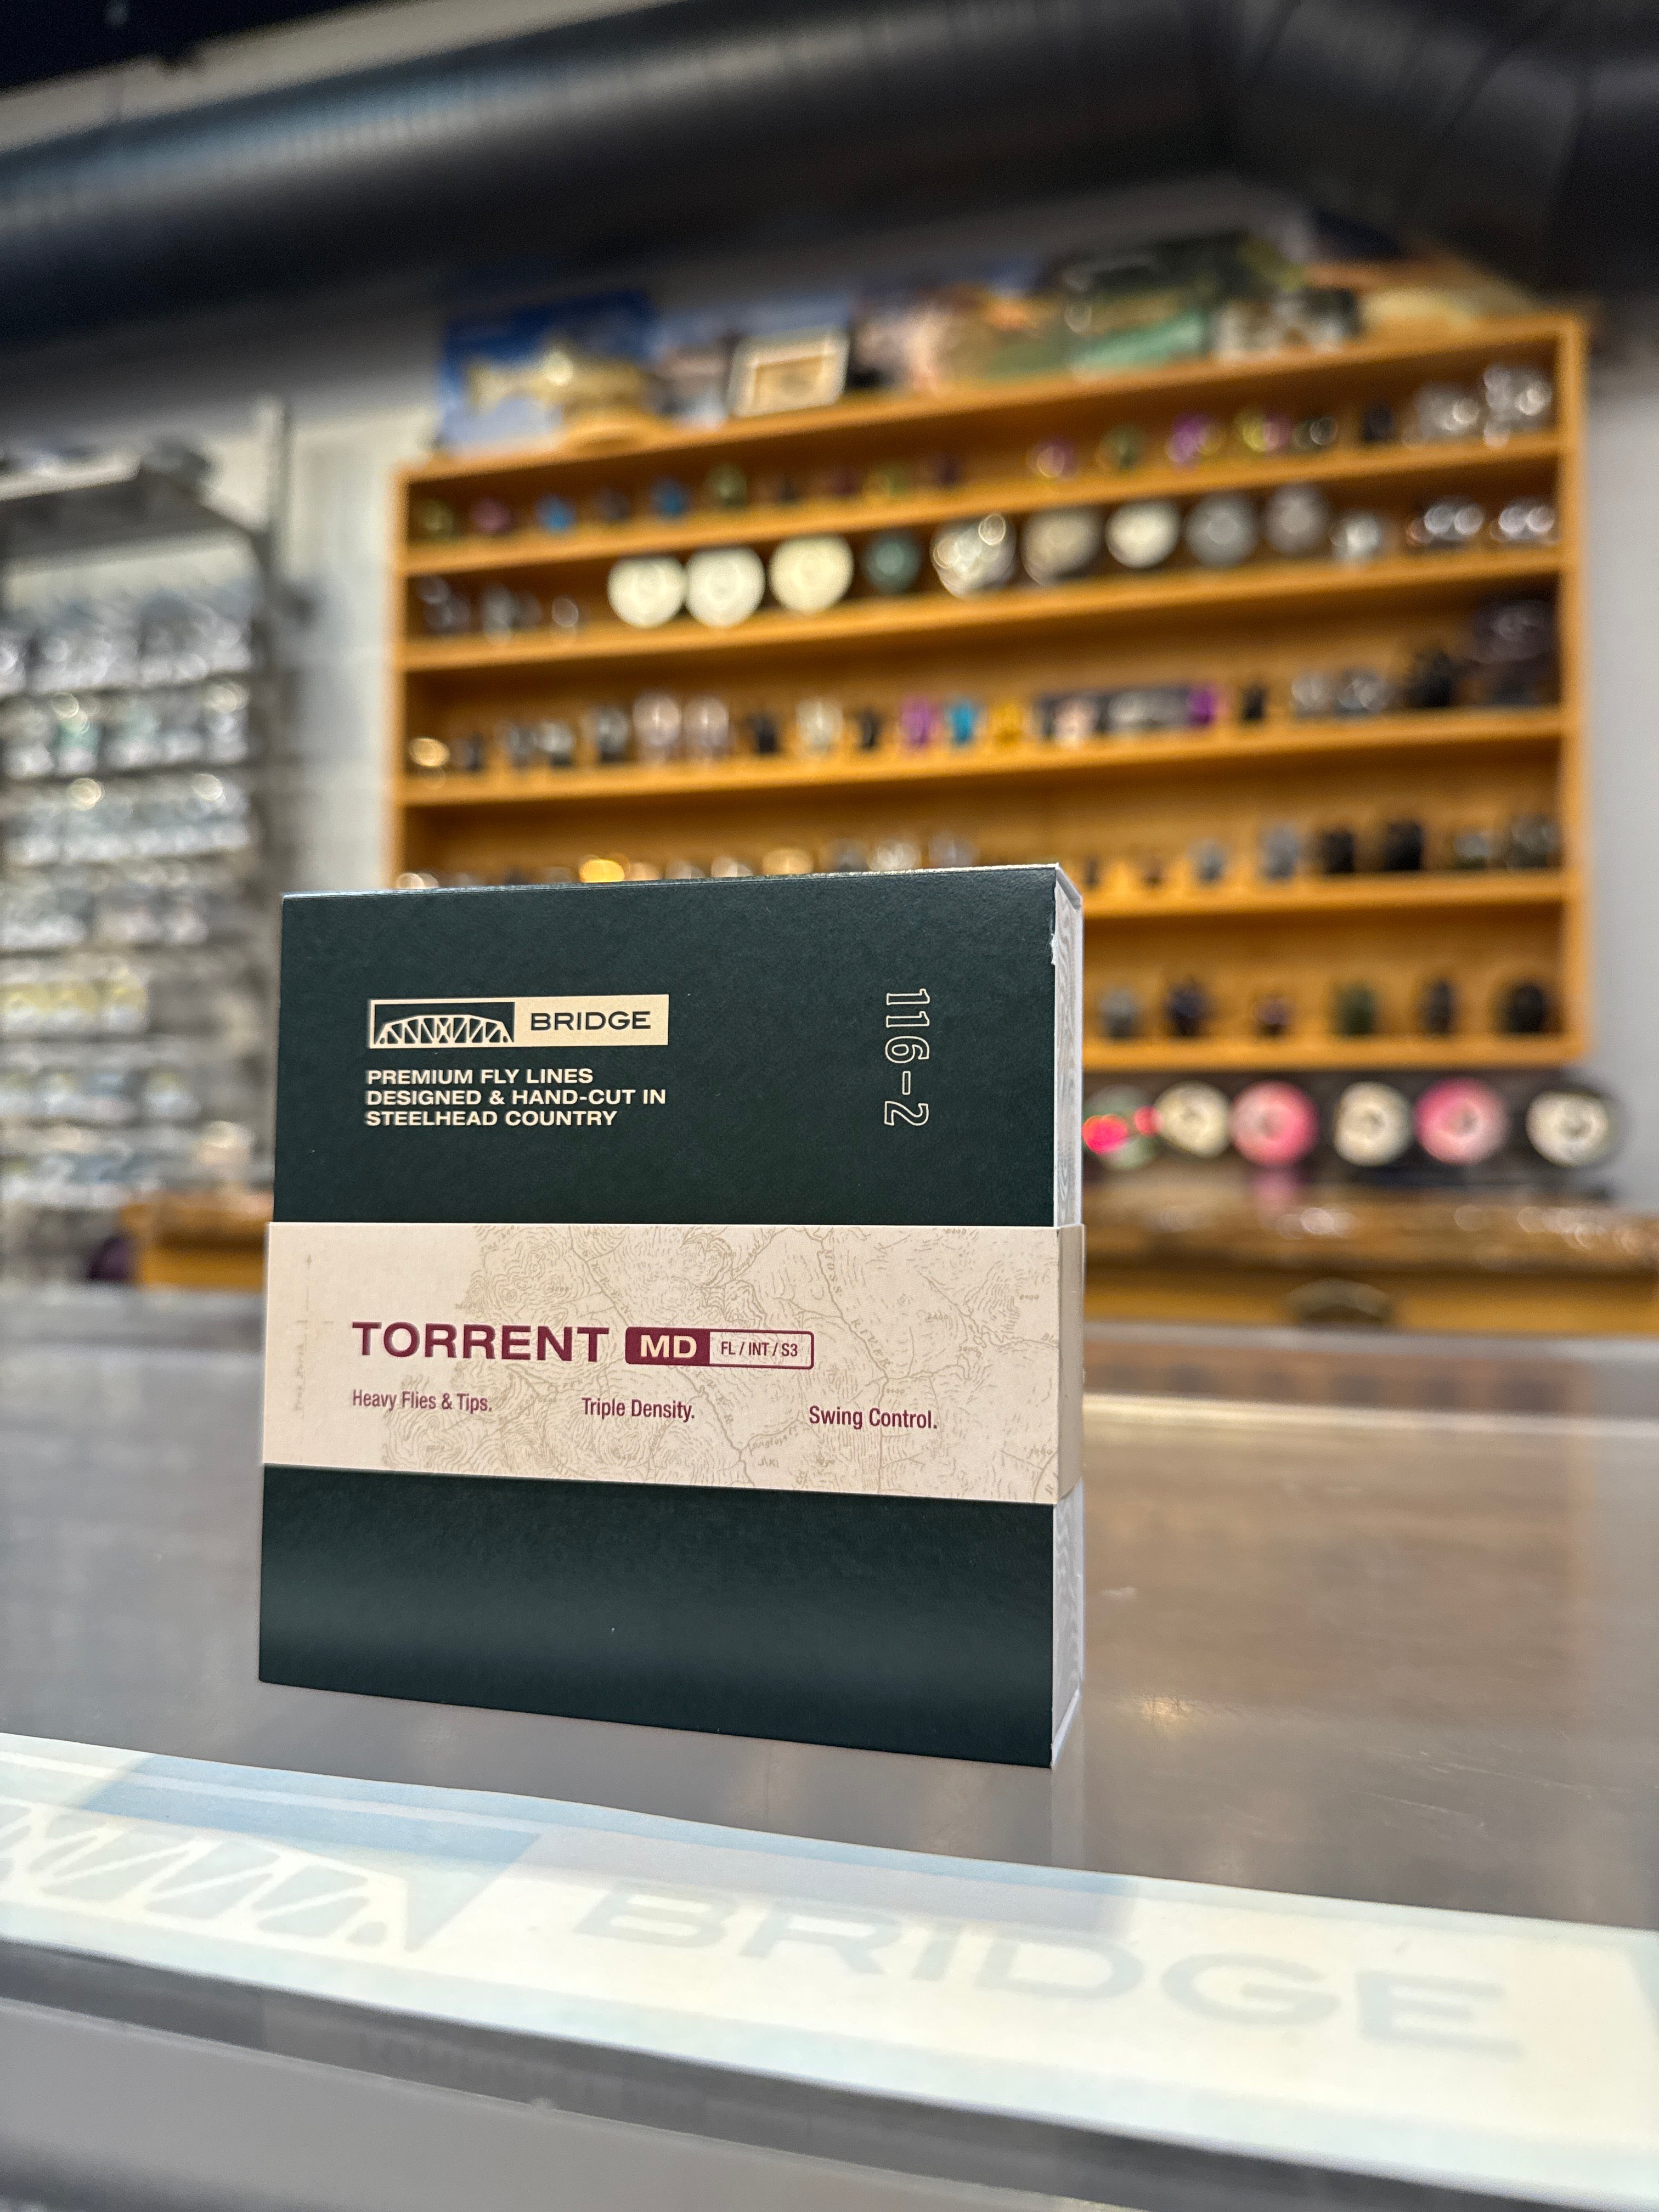 BRIDGE
PREMIUM FLY LINES
DESIGNED & HAND-CUT IN
STEELHEAD COUNTRY
116-2
TORRENT MD FL / INT / S3
Heavy Flies & Tips. Triple Density. Swing Control.
BRIDGE